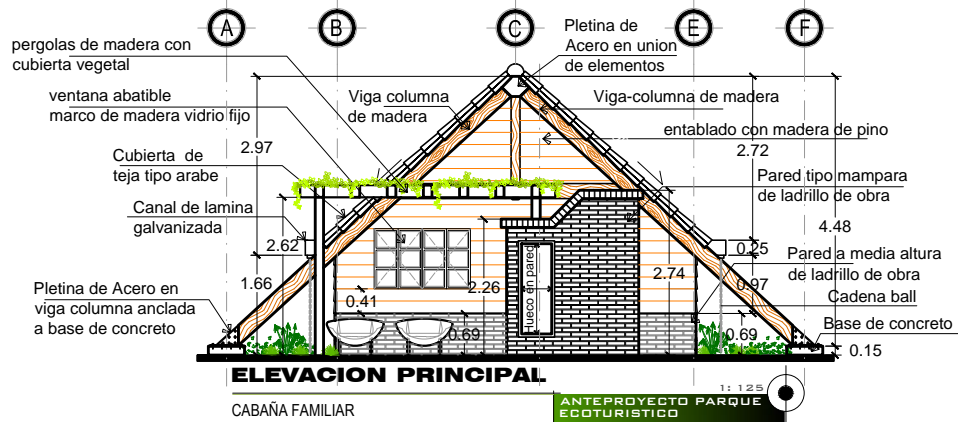 A
B
C
E
F
pergolas de madera con
cubierta vegetal
Pletina de
Acero en union
de elementos
ventana abatible
marco de madera vidrio fijo
Viga columna
de madera
Viga-columna de madera
entablado con madera de pino
2.97
2.72
Cubierta de
teja tipo arabe
Pared tipo mampara
de ladrillo de obra
Canal de lamina
galvanizada
4.48
2.62
0.25
Pared a media altura
de ladrillo de obra
Hueco en pared
1.66
2.26
2.74
0.97
Pletina de Acero en
viga columna anclada
a base de concreto
0.41
Cadena ball
0.69
0.69
Base de concreto
0.15
ELEVACION PRINCIPAL
1: 125
CABAÑA FAMILIAR
ANTEPROYECTO PARQUE
ECOTURISTICO